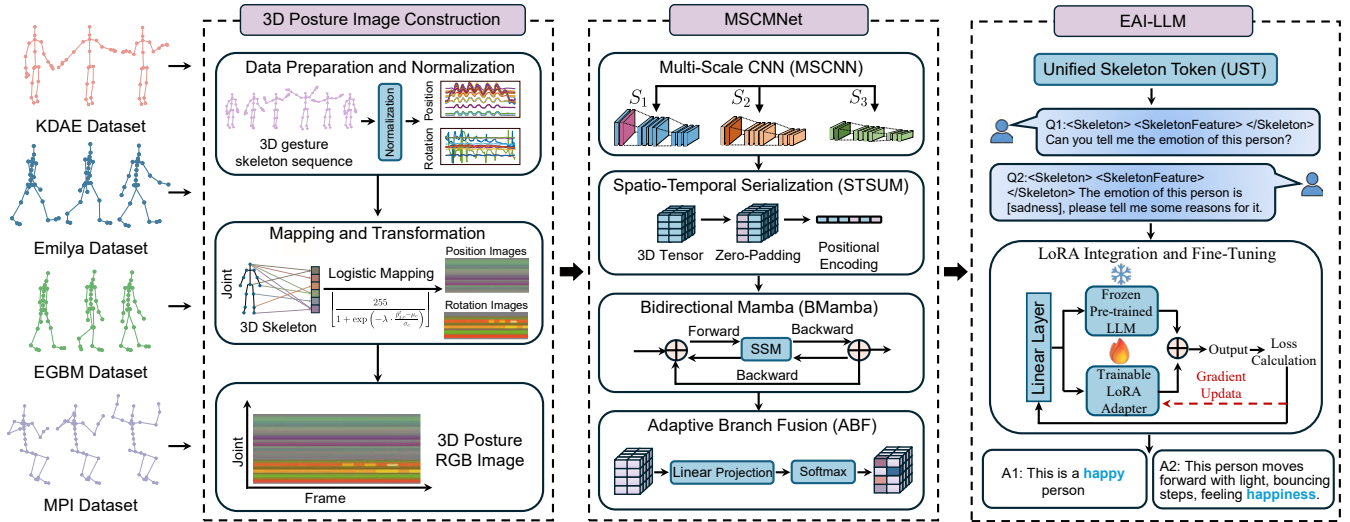 KDAE Dataset
Emilya Dataset
EGBM Dataset
MPI Dataset
3D Posture Image Construction
Data Preparation and Normalization
3D gesture
skeleton sequence
Normalization
Position
Rotation
Mapping and Transformation
Joint
3D Skeleton
Logistic Mapping
Position Images
Rotation Images
255
1 + exp
Joint
Frame
3D Posture
RGB Image
MSCMNet
Multi-Scale CNN (MSCNN)
S1
S2
S3
Spatio-Temporal Serialization (STSUM)
3D Tensor
Zero-Padding
Positional
Encoding
Bidirectional Mamba (BMamba)
Forward
Backward
SSM
Backward
Adaptive Branch Fusion (ABF)
Linear Projection
Softmax
EAI-LLM
Unified Skeleton Token (UST)
Q1:<Skeleton> <SkeletonFeature> </Skeleton>
Can you tell me the emotion of this person?
Q2:<Skeleton> <SkeletonFeature>
</Skeleton> The emotion of this person is
[sadness], please tell me some reasons for it.
LoRA Integration and Fine-Tuning
Linear Layer
Frozen
Pre-trained
LLM
Trainable
LoRA
Adapter
Output
Loss
Calculation
Gradient
Updata
A1: This is a happy
person
A2: This person moves
forward with light, bouncing
steps, feeling happiness.